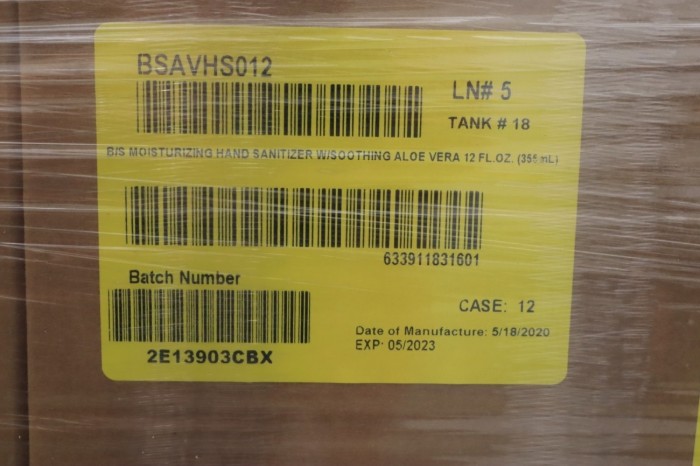 BSAVHS012
LN# 5
TANK # 18
B/S MOISTURIZING HAND SANITIZER W/SOOTHING ALOE VERA 12 FL.OZ. (355 mL)
633911831601
Batch Number
CASE: 12
2E13903CBX
Date of Manufacture: 5/18/2020
EXP: 05/2023